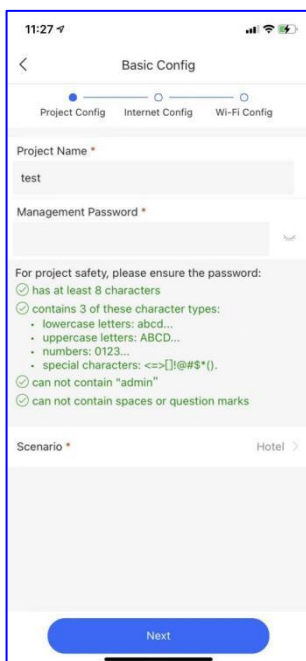 11:27
Basic Config
Project Config Internet Config Wi-Fi Config
Project Name *
test
Management Password *
For project safety, please ensure the password:
has at least 8 characters
contains 3 of these character types:
• lowercase letters: abcd...
• uppercase letters: ABCD...
• numbers: 0123...
• special characters: <=>[]!@#$*().
can not contain "admin"
can not contain spaces or question marks
Scenario * Hotel
Next